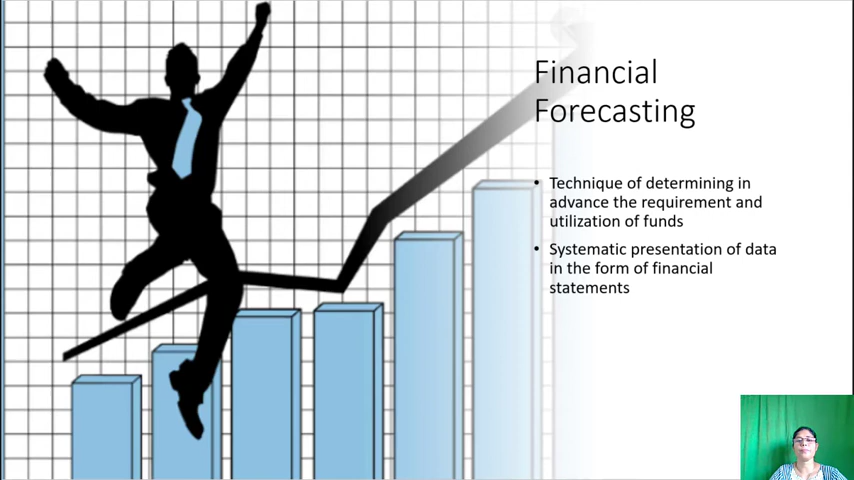 Financial
Forecasting
• Technique of determining in
advance the requirement and
utilization of funds
• Systematic presentation of data
in the form of financial
statements